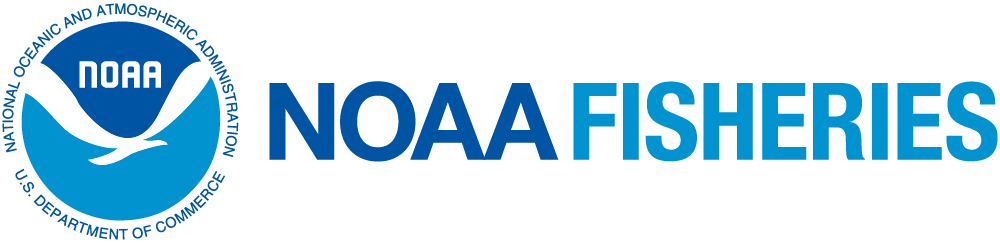 NATIONAL OCEANIC AND ATMOSPHERIC ADMINISTRATION
NOAA
U.S. DEPARTMENT OF COMMERCE
NOAA FISHERIES